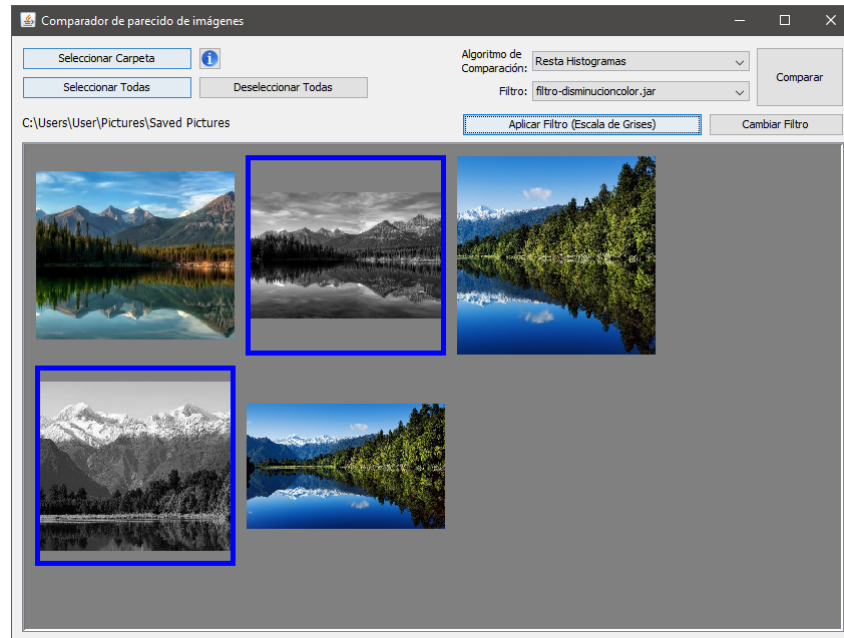 Comparador de parecido de imágenes
Seleccionar Carpeta
Seleccionar Todas
Deseleccionar Todas
Algoritmo de
Comparación:
Resta Histogramas
Filtro:
filtro-disminucioncolor.jar
Comparar
C:\Users\User\Pictures\Saved Pictures
Aplicar Filtro (Escala de Grises)
Cambiar Filtro